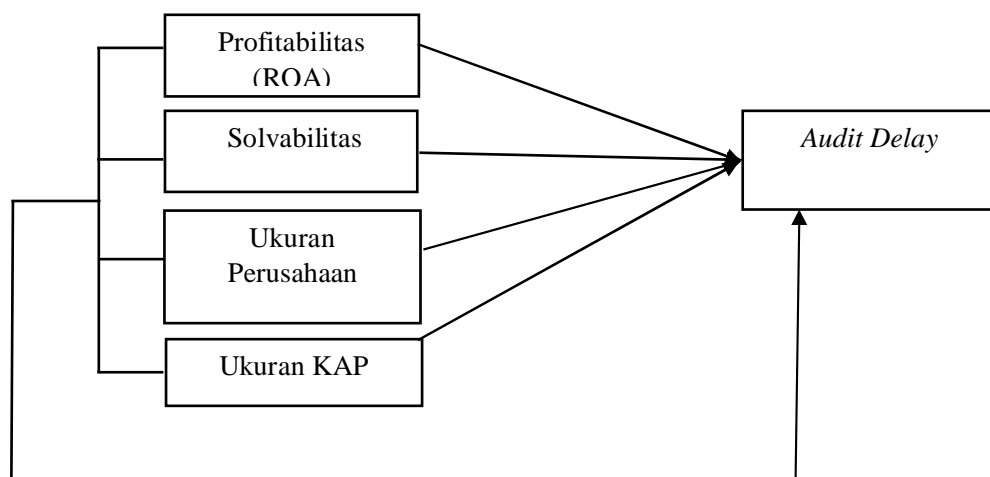 Profitabilitas
(ROA)
Solvabilitas
Audit Delay
Ukuran
Perusahaan
Ukuran KAP